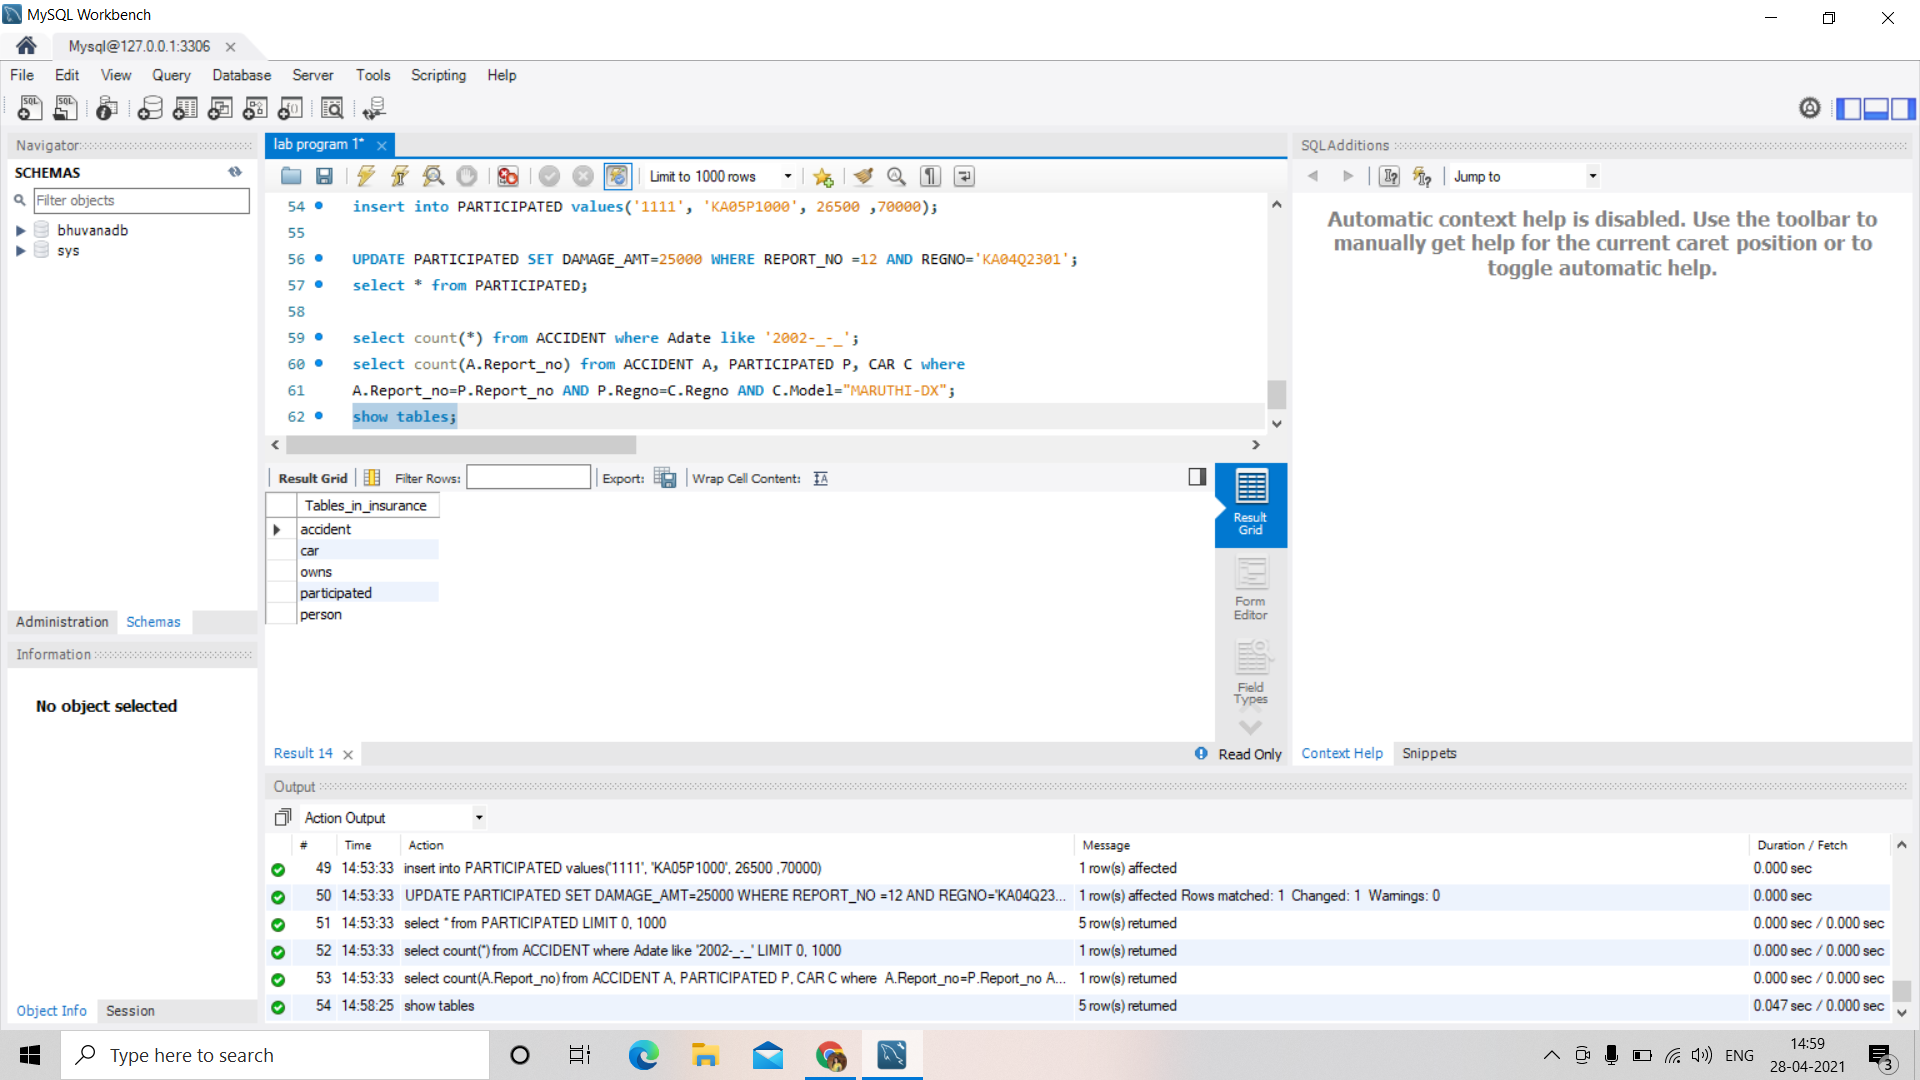 MySQL Workbench
Mysql@127.0.0.1:3306
File Edit View Query Database Server Tools Scripting Help
Navigator
SCHEMAS
Filter objects
bhuvanadb
sys
Administration Schemas
Information
No object selected
Object Info Session
lab program 1*
Limit to 1000 rows
54 insert into PARTICIPATED values('1111', 'KA05P1000', 26500 ,70000);
55
56 UPDATE PARTICIPATED SET DAMAGE_AMT=25000 WHERE REPORT_NO =12 AND REGNO='KA04Q2301';
57 select * from PARTICIPATED;
58
59 select count(*) from ACCIDENT where Adate like '2002-_-_';
60 select count(A.Report_no) from ACCIDENT A, PARTICIPATED P, CAR C where
61 A.Report_no=P.Report_no AND P.Regno=C.Regno AND C.Model="MARUTHI-DX";
62 show tables;
Result Grid Filter Rows: Export: Wrap Cell Content:
Tables_in_insurance
accident
car
owns
participated
person
Result
Grid
Form
Editor
Field
Types
Result 14
Read Only
SQLAdditions
Jump to
Automatic context help is disabled. Use the toolbar to
manually get help for the current caret position or to
toggle automatic help.
Context Help Snippets
Output
Action Output
# Time Action Message Duration / Fetch
49 14:53:33 insert into PARTICIPATED values('1111', 'KA05P1000', 26500 ,70000) 1 row(s) affected 0.000 sec
50 14:53:33 UPDATE PARTICIPATED SET DAMAGE_AMT=25000 WHERE REPORT_NO =12 AND REGNO='KA04Q23... 1 row(s) affected Rows matched: 1 Changed: 1 Warnings: 0 0.000 sec
51 14:53:33 select * from PARTICIPATED LIMIT 0, 1000 5 row(s) returned 0.000 sec / 0.000 sec
52 14:53:33 select count(*) from ACCIDENT where Adate like '2002-_-_' LIMIT 0, 1000 1 row(s) returned 0.000 sec / 0.000 sec
53 14:53:33 select count(A.Report_no) from ACCIDENT A, PARTICIPATED P, CAR C where A.Report_no=P.Report_no A... 1 row(s) returned 0.000 sec / 0.000 sec
54 14:58:25 show tables 5 row(s) returned 0.047 sec / 0.000 sec
Type here to search
ENG
14:59
28-04-2021
3